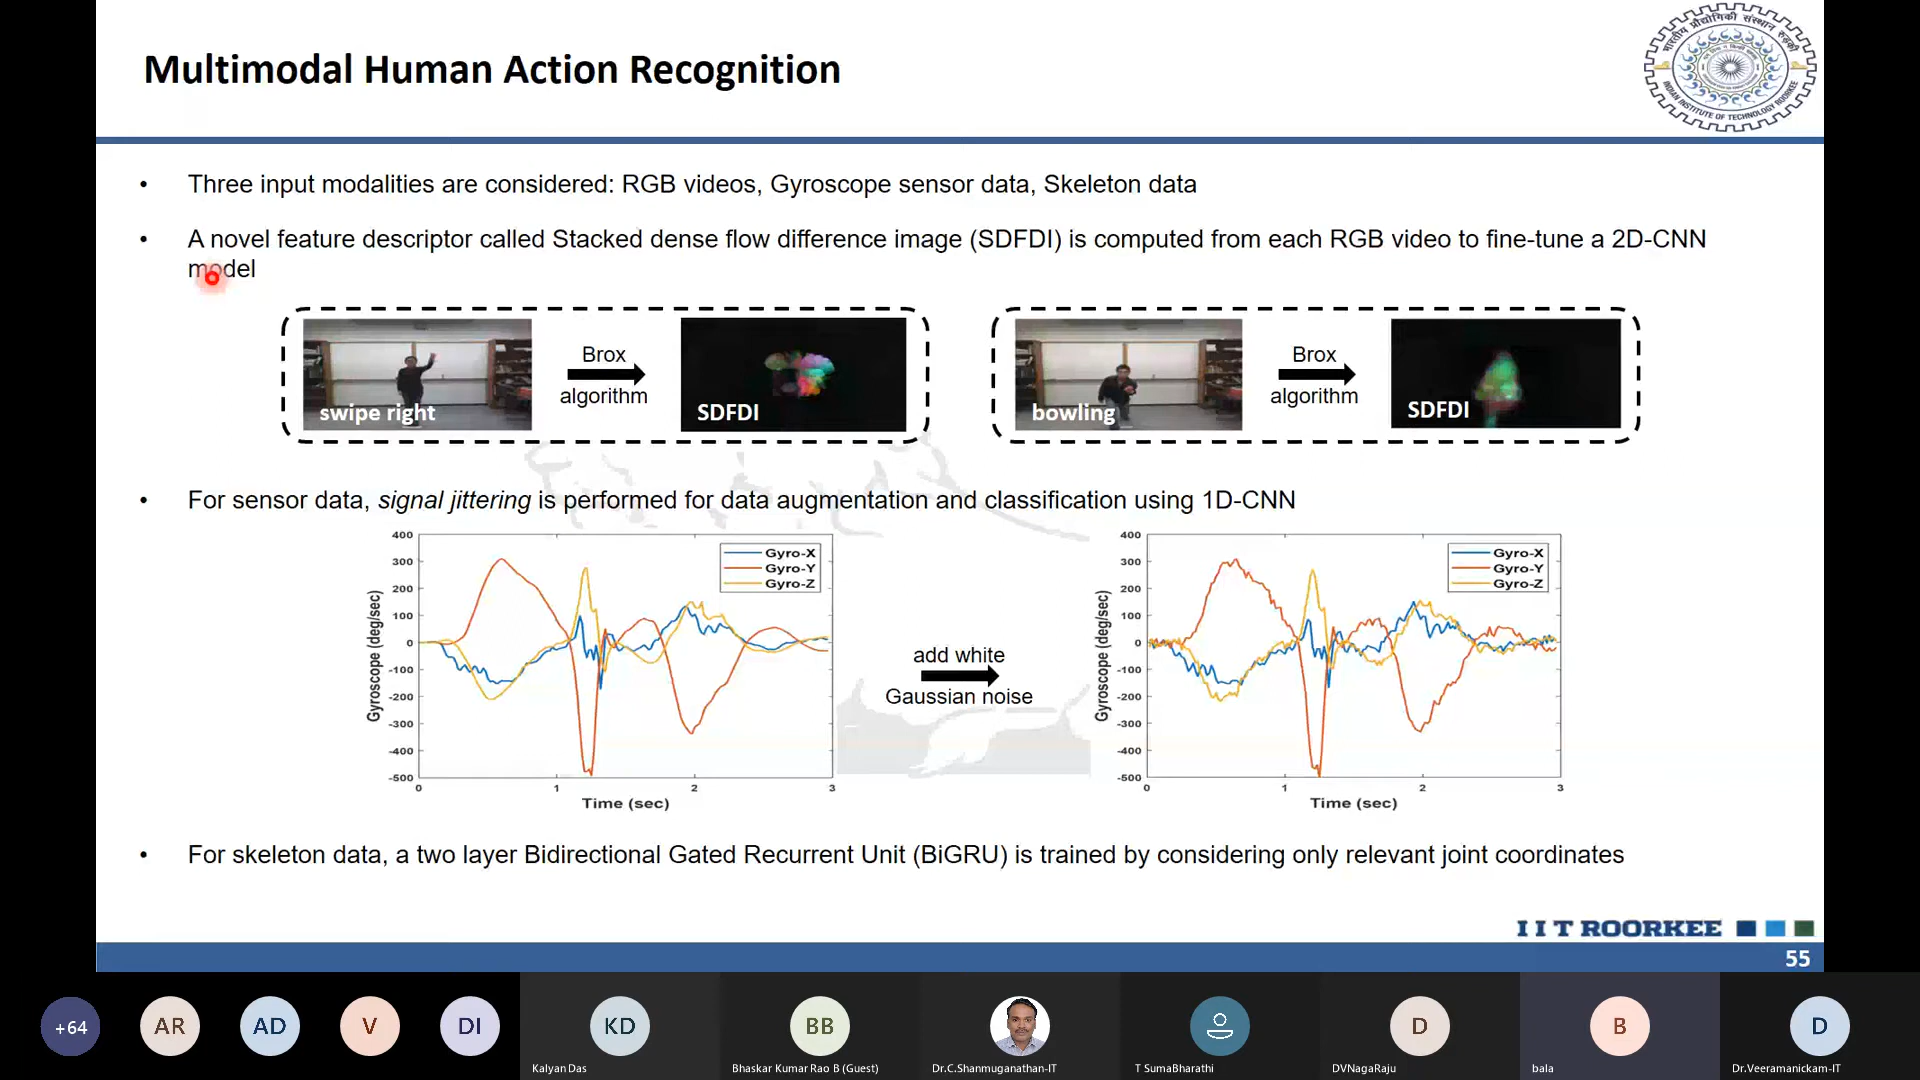 Multimodal Human Action Recognition
भारतीय प्रौद्योगिकी संस्थान रुड़की
INDIAN INSTITUTE OF TECHNOLOGY ROORKEE
• Three input modalities are considered: RGB videos, Gyroscope sensor data, Skeleton data
• A novel feature descriptor called Stacked dense flow difference image (SDFDI) is computed from each RGB video to fine-tune a 2D-CNN
model
swipe right
Brox
algorithm
SDFDI
bowling
Brox
algorithm
SDFDI
• For sensor data, signal jittering is performed for data augmentation and classification using 1D-CNN
Gyroscope (deg/sec)
400
300
200
100
0
-100
-200
-300
-400
-500
0 1 2 3
Time (sec)
Gyro-X
Gyro-Y
Gyro-Z
add white
Gaussian noise
Gyroscope (deg/sec)
400
300
200
100
0
-100
-200
-300
-400
-500
0 1 2 3
Time (sec)
Gyro-X
Gyro-Y
Gyro-Z
• For skeleton data, a two layer Bidirectional Gated Recurrent Unit (BiGRU) is trained by considering only relevant joint coordinates
I I T ROORKEE
55
+64 AR AD V DI KD BB D B D
Kalyan Das Bhaskar Kumar Rao B (Guest) Dr.C.Shanmuganathan-IT T SumaBharathi DVNagaRaju bala Dr.Veeramanickam-IT